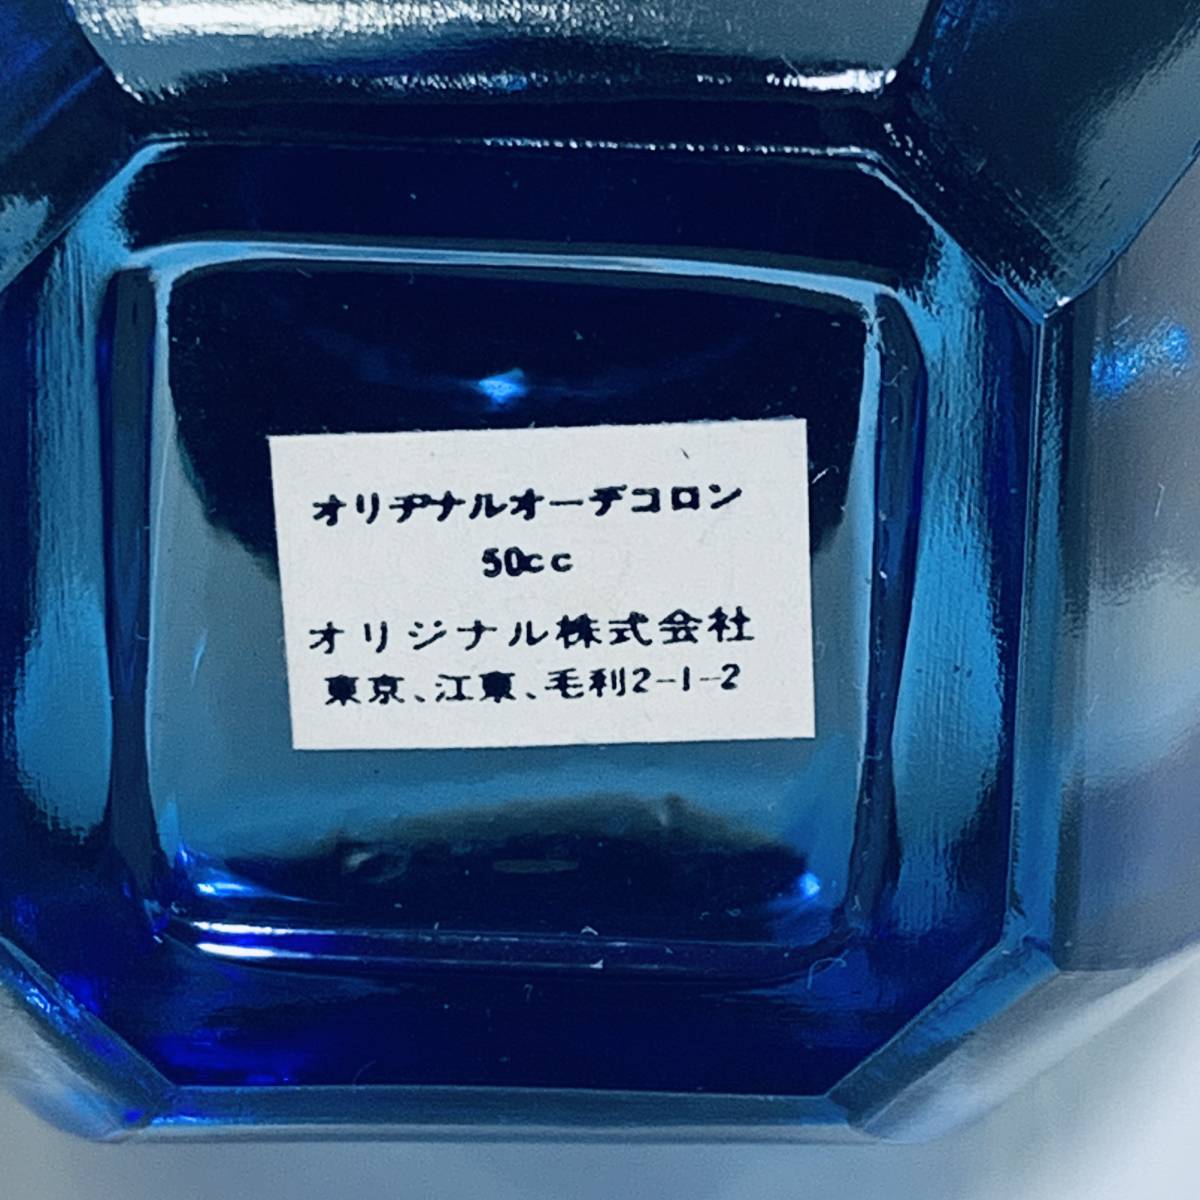 オリヂナルオーデコロン
50cc
オリジナル株式会社
東京、江東、毛利2-1-2